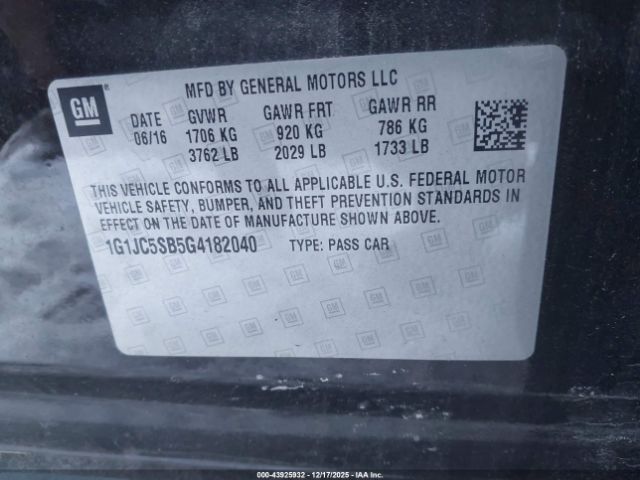 GM
MFD BY GENERAL MOTORS LLC
DATE GVWR GAWR FRT GAWR RR
06/16 1706 KG 920 KG 786 KG
3762 LB 2029 LB 1733 LB
THIS VEHICLE CONFORMS TO ALL APPLICABLE U.S. FEDERAL MOTOR
VEHICLE SAFETY, BUMPER, AND THEFT PREVENTION STANDARDS IN
EFFECT ON THE DATE OF MANUFACTURE SHOWN ABOVE.
1G1JC5SB5G4182040 TYPE: PASS CAR
000-43925932 - 12/17/2025 - IAA Inc.